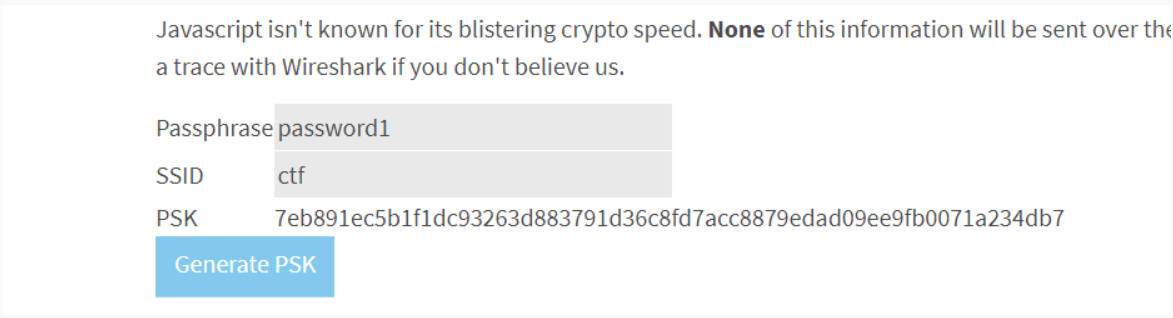 Javascript isn't known for its blistering crypto speed. None of this information will be sent over the
a trace with Wireshark if you don't believe us.
Passphrase password1
SSID ctf
PSK 7eb891ec5b1f1dc93263d883791d36c8fd7acc8879edad09ee9fb0071a234db7
Generate PSK